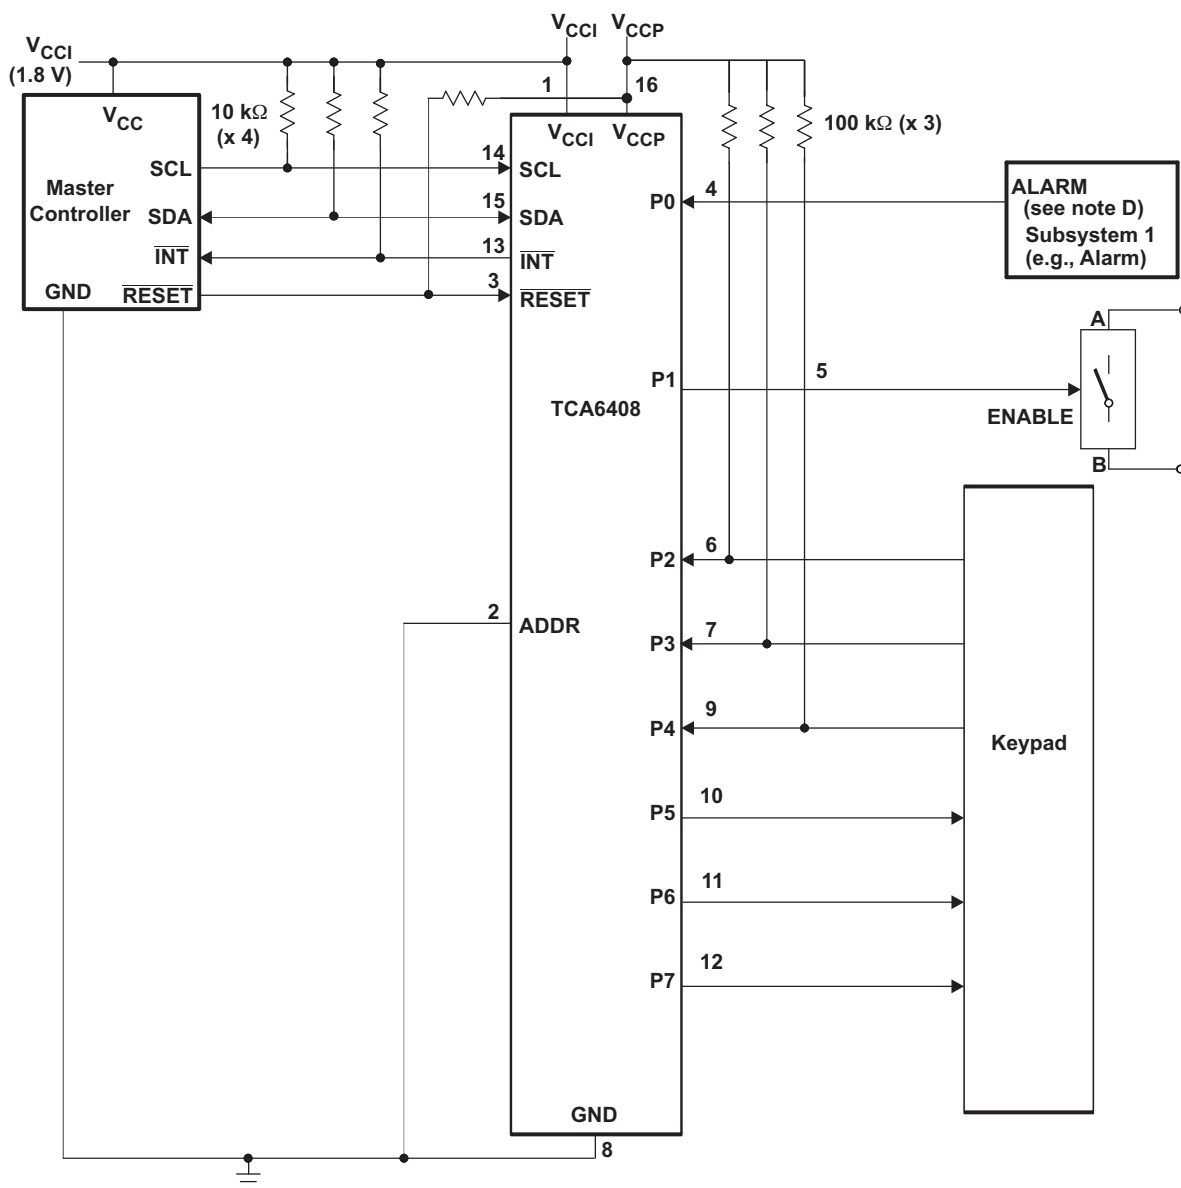 VCCI
(1.8 V)
VCCI
VCCP
1
16
VCC
10 kΩ
(x 4)
VCCI
VCCP
100 kΩ (x 3)
Master
Controller
SCL
SDA
INT
RESET
GND
14
SCL
15
SDA
13
INT
3
RESET
P0
4
ALARM
(see note D)
Subsystem 1
(e.g., Alarm)
A
P1
5
TCA6408
ENABLE
B
P2
6
2
ADDR
P3
7
P4
9
Keypad
P5
10
P6
11
P7
12
GND
8